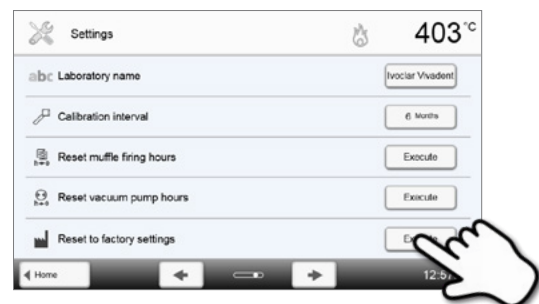 Settings
403 °C
abc Laboratory name
Ivoclar Vivadent
Calibration interval
6 Months
Reset muffle firing hours
Execute
Reset vacuum pump hours
Execute
Reset to factory settings
Home